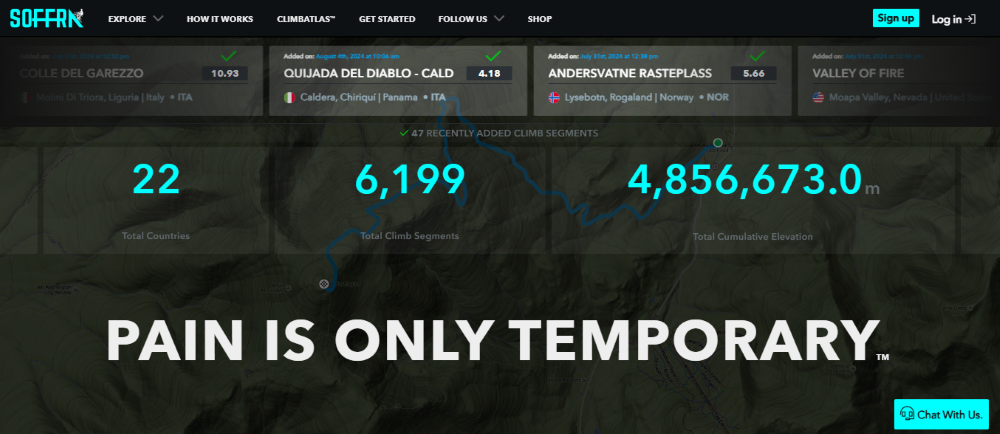 SOFFRA EXPLORE HOW IT WORKS CLIMBATLAS™ GET STARTED FOLLOW US SHOP Sign up Log in
Added on: Added on: August 4th, 2024 at 10:06 am Added on: July 31st, 2024 at 12:38 pm Added on:
COLLE DEL GAREZZO 10.93 QUIJADA DEL DIABLO - CALD 4.18 ANDERSVATNE RASTEPLASS 5.66 VALLEY OF FIRE
Molini Di Triora, Liguria | Italy • ITA Caldera, Chiriquí | Panama • ITA Lysebotn, Rogaland | Norway • NOR Moapa Valley, Nevada | United
47 RECENTLY ADDED CLIMB SEGMENTS
22 6,199 4,856,673.0 m
Total Countries Total Climb Segments Total Cumulative Elevation
PAIN IS ONLY TEMPORARY™
Chat With Us.